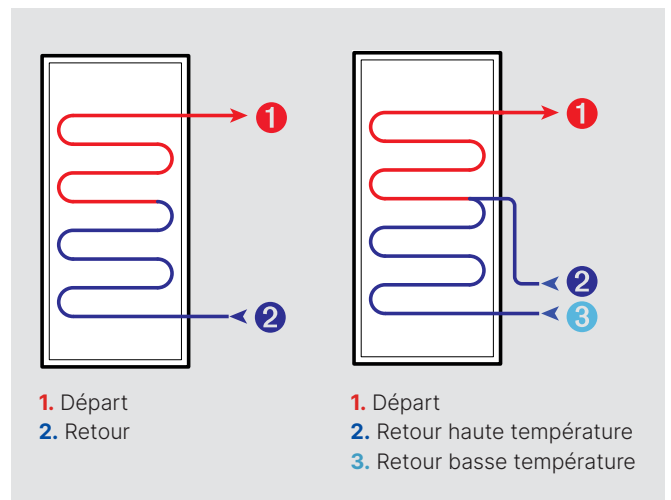 1
2
1. Départ
2. Retour
1
2
3
1. Départ
2. Retour haute température
3. Retour basse température